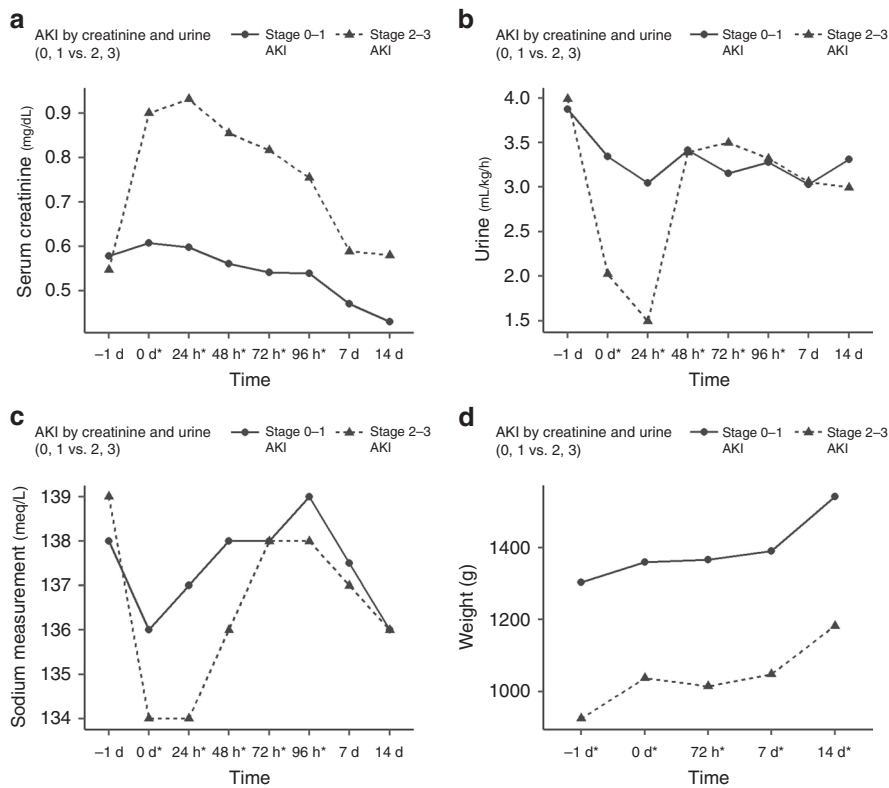 a
AKI by creatinine and urine
(0, 1 vs. 2, 3)
Stage 0–1
AKI
Stage 2–3
AKI
Serum creatinine (mg/dL)
0.9
0.8
0.7
0.6
0.5
–1 d 0 d* 24 h* 48 h* 72 h* 96 h* 7 d 14 d
Time
b
AKI by creatinine and urine
(0, 1 vs. 2, 3)
Stage 0–1
AKI
Stage 2–3
AKI
Urine (mL/kg/h)
4.0
3.5
3.0
2.5
2.0
1.5
–1 d 0 d* 24 h* 48 h* 72 h* 96 h* 7 d 14 d
Time
c
AKI by creatinine and urine
(0, 1 vs. 2, 3)
Stage 0–1
AKI
Stage 2–3
AKI
Sodium measurement (meq/L)
139
138
137
136
135
134
–1 d 0 d* 24 h* 48 h* 72 h* 96 h* 7 d 14 d
Time
d
AKI by creatinine and urine
(0, 1 vs. 2, 3)
Stage 0–1
AKI
Stage 2–3
AKI
Weight (g)
1400
1200
1000
–1 d* 0 d* 72 h* 7 d* 14 d*
Time